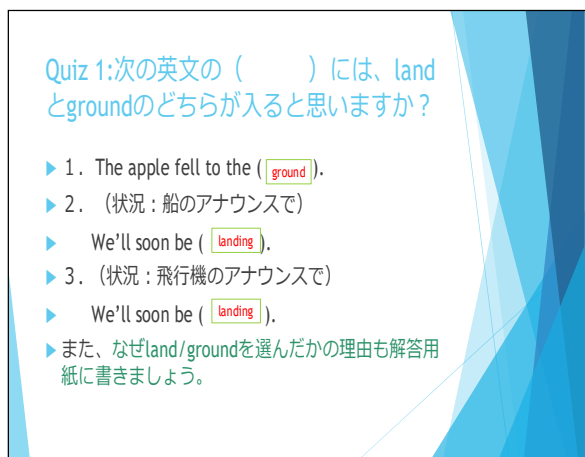 Quiz 1:次の英文の（　　　）には、land
とgroundのどちらが入ると思いますか？
1. The apple fell to the ( ground ).
2. （状況：船のアナウンスで）
We'll soon be ( landing ).
3. （状況：飛行機のアナウンスで）
We'll soon be ( landing ).
また、なぜland/groundを選んだかの理由も解答用
紙に書きましょう。